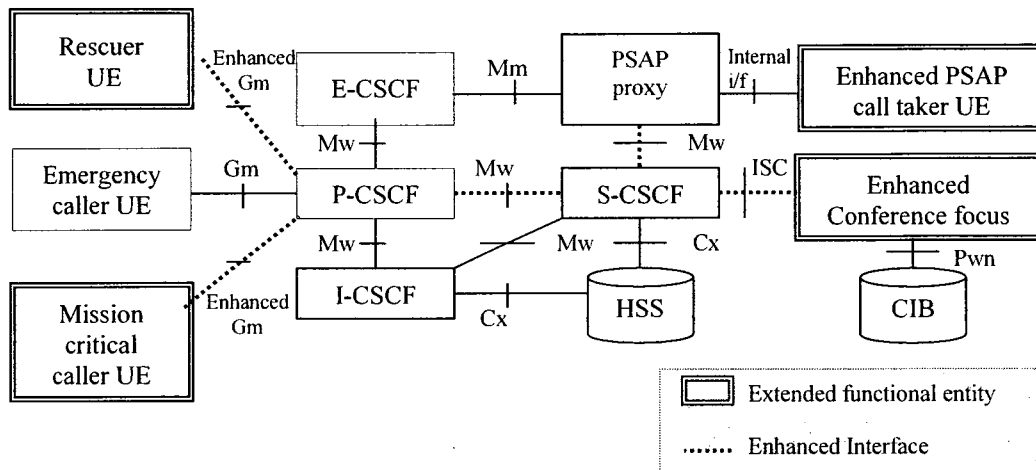 Rescuer
UE
Enhanced
Gm
E-CSCF
Mm
PSAP
proxy
Internal
i/f
Enhanced PSAP
call taker UE
Mw
Mw
Emergency
caller UE
Gm
P-CSCF
Mw
S-CSCF
ISC
Enhanced
Conference focus
Mw
Mw
Cx
Pwn
Mission
critical
caller UE
Enhanced
Gm
I-CSCF
Cx
HSS
CIB
Extended functional entity
Enhanced Interface